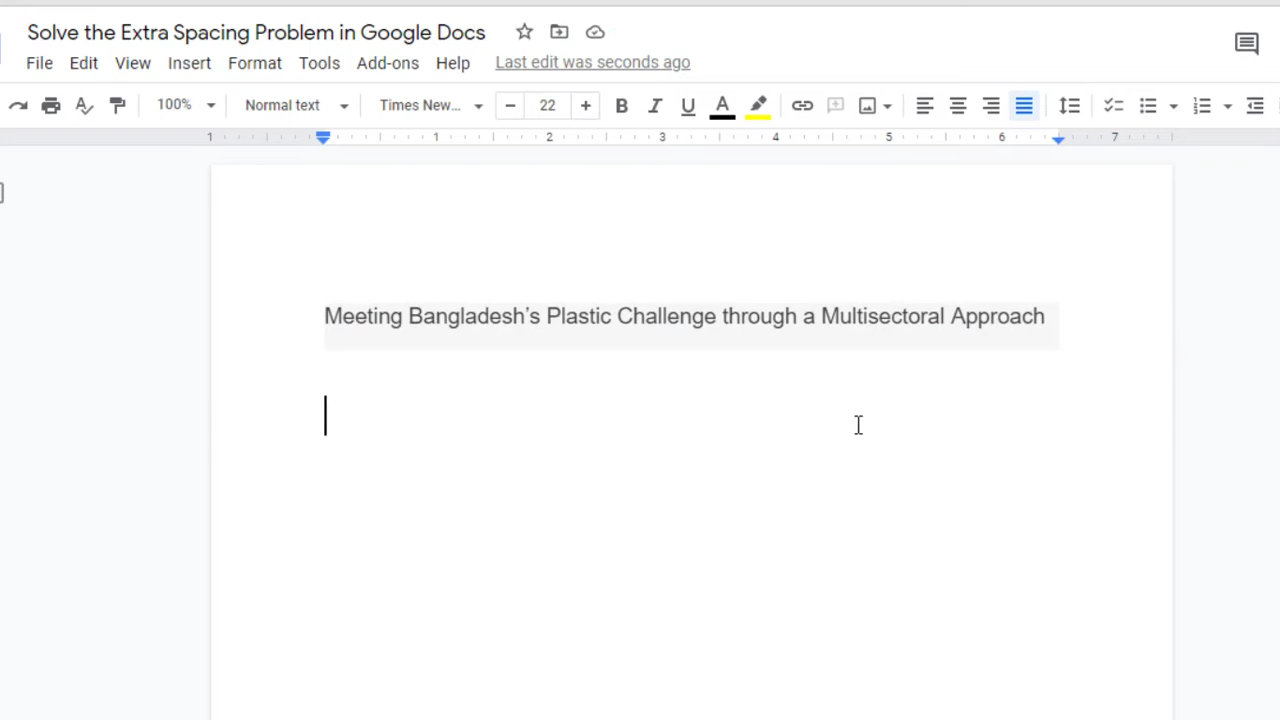 Solve the Extra Spacing Problem in Google Docs
File Edit View Insert Format Tools Add-ons Help Last edit was seconds ago
100% Normal text Times New... 22 B I U A
1 1 2 3 4 5 6 7
Meeting Bangladesh’s Plastic Challenge through a Multisectoral Approach